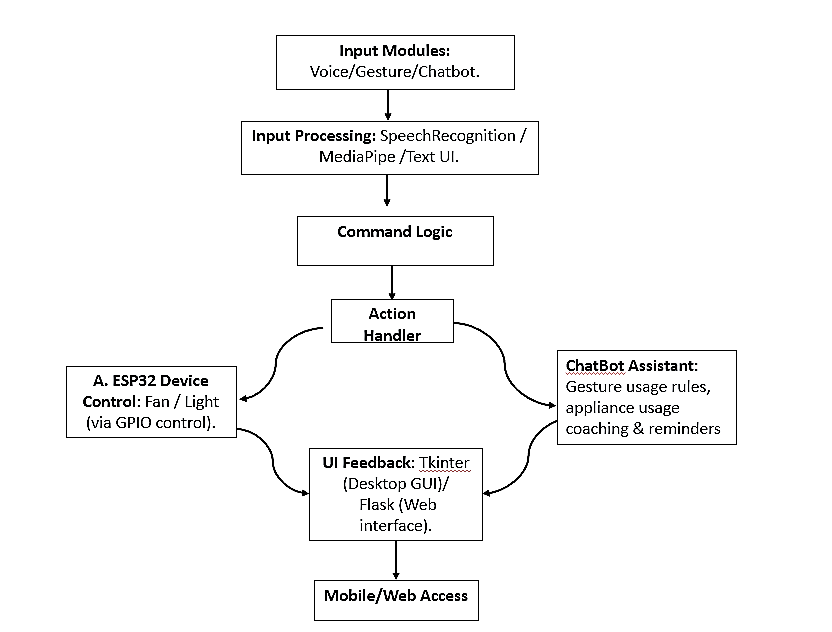 Input Modules:
Voice/Gesture/Chatbot.
Input Processing: SpeechRecognition /
MediaPipe /Text UI.
Command Logic
Action
Handler
A. ESP32 Device
Control: Fan / Light
(via GPIO control).
ChatBot Assistant:
Gesture usage rules,
appliance usage
coaching & reminders
UI Feedback: Tkinter
(Desktop GUI)/
Flask (Web
interface).
Mobile/Web Access